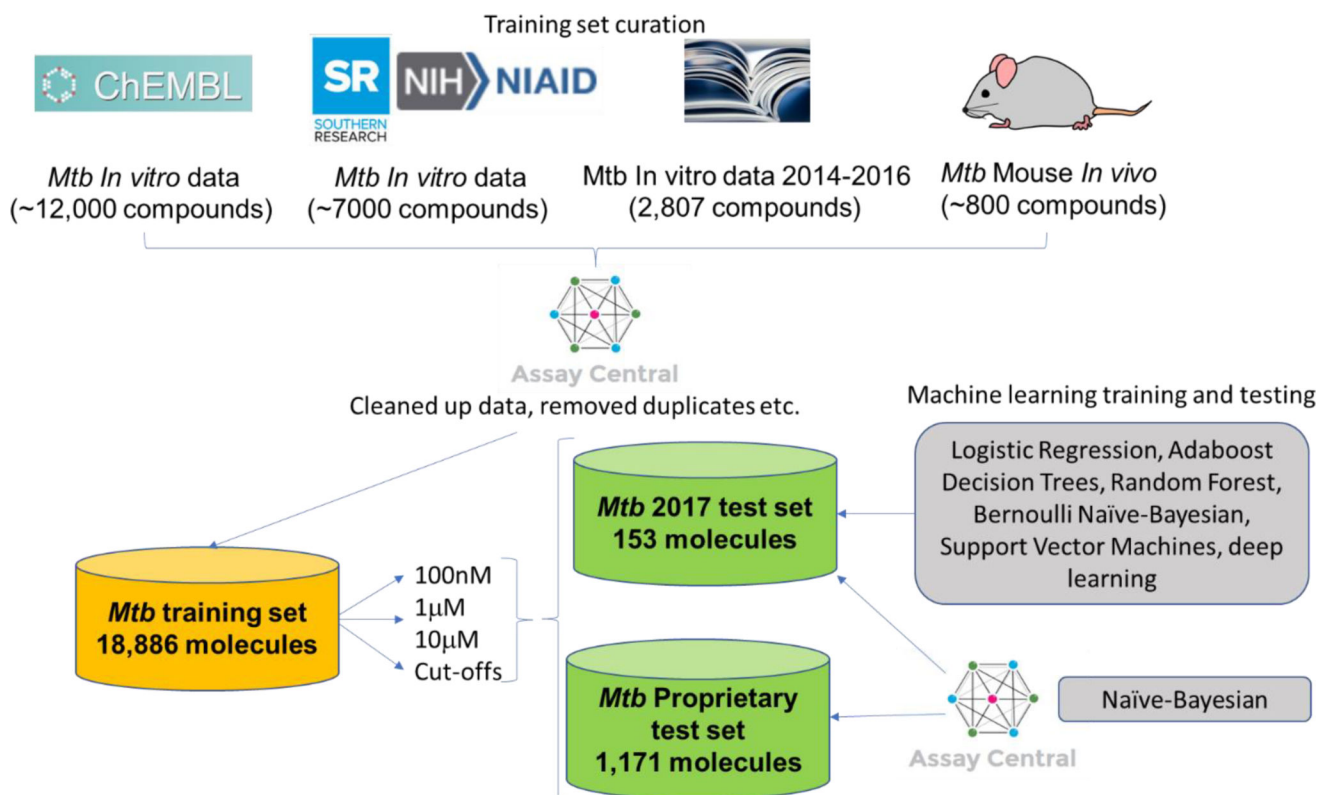 Training set curation
ChEMBL
SR
SOUTHERN
RESEARCH
NIH
NIAID
Mtb In vitro data
(~12,000 compounds)
Mtb In vitro data
(~7000 compounds)
Mtb In vitro data 2014-2016
(2,807 compounds)
Mtb Mouse In vivo
(~800 compounds)
Assay Central
Cleaned up data, removed duplicates etc.
Machine learning training and testing
Logistic Regression, Adaboost
Decision Trees, Random Forest,
Bernoulli Naïve-Bayesian,
Support Vector Machines, deep
learning
Mtb 2017 test set
153 molecules
Mtb training set
18,886 molecules
100nM
1μM
10μM
Cut-offs
Mtb Proprietary
test set
1,171 molecules
Assay Central
Naïve-Bayesian